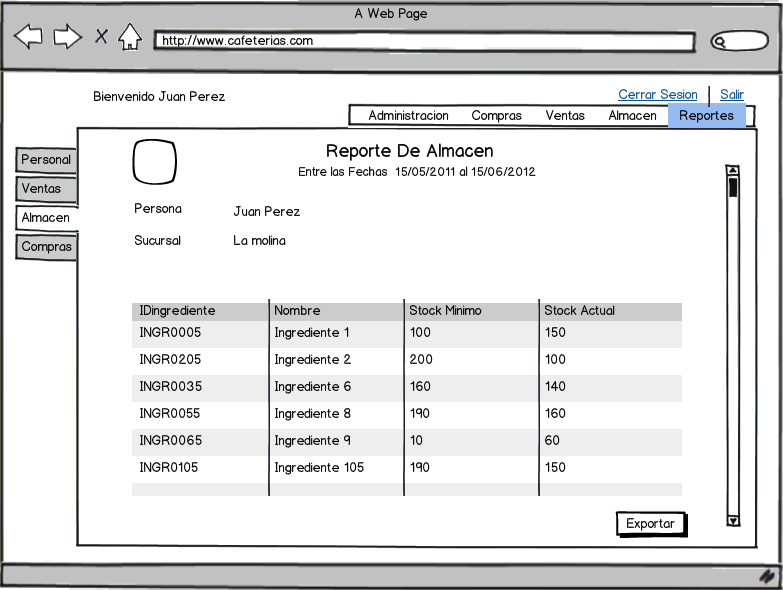 A Web Page
http://www.cafeterias.com
Bienvenido Juan Perez
Cerrar Sesion
Salir
Administracion Compras Ventas Almacen Reportes
Personal
Ventas
Almacen
Compras
Reporte De Almacen
Entre las Fechas 15/05/2011 al 15/06/2012
Persona Juan Perez
Sucursal La molina
IDingrediente Nombre Stock Minimo Stock Actual
INGR0005 Ingrediente 1 100 150
INGR0205 Ingrediente 2 200 100
INGR0035 Ingrediente 6 160 140
INGR0055 Ingrediente 8 190 160
INGR0065 Ingrediente 9 10 60
INGR0105 Ingrediente 105 190 150
Exportar